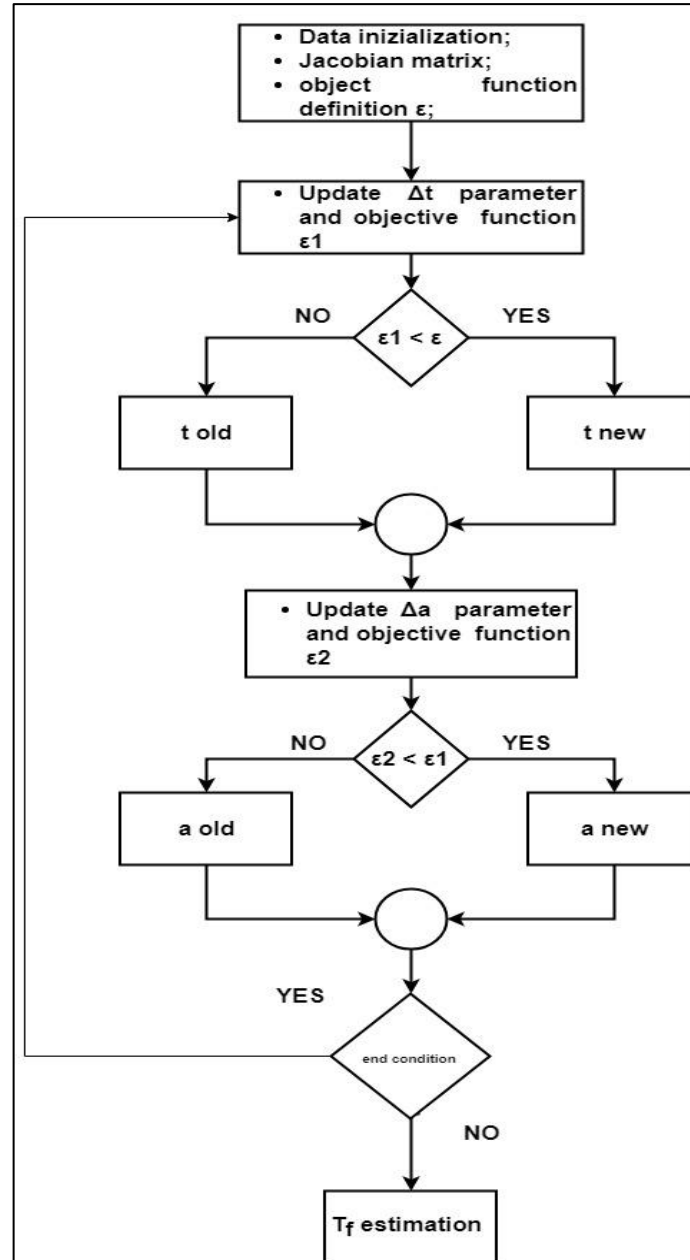 • Data inizialization;
• Jacobian matrix;
• object function
definition ε;
• Update Δt parameter
and objective function
ε1
NO
YES
ε1 < ε
t old
t new
• Update Δa parameter
and objective function
ε2
NO
YES
ε2 < ε1
a old
a new
YES
end condition
NO
Tf estimation